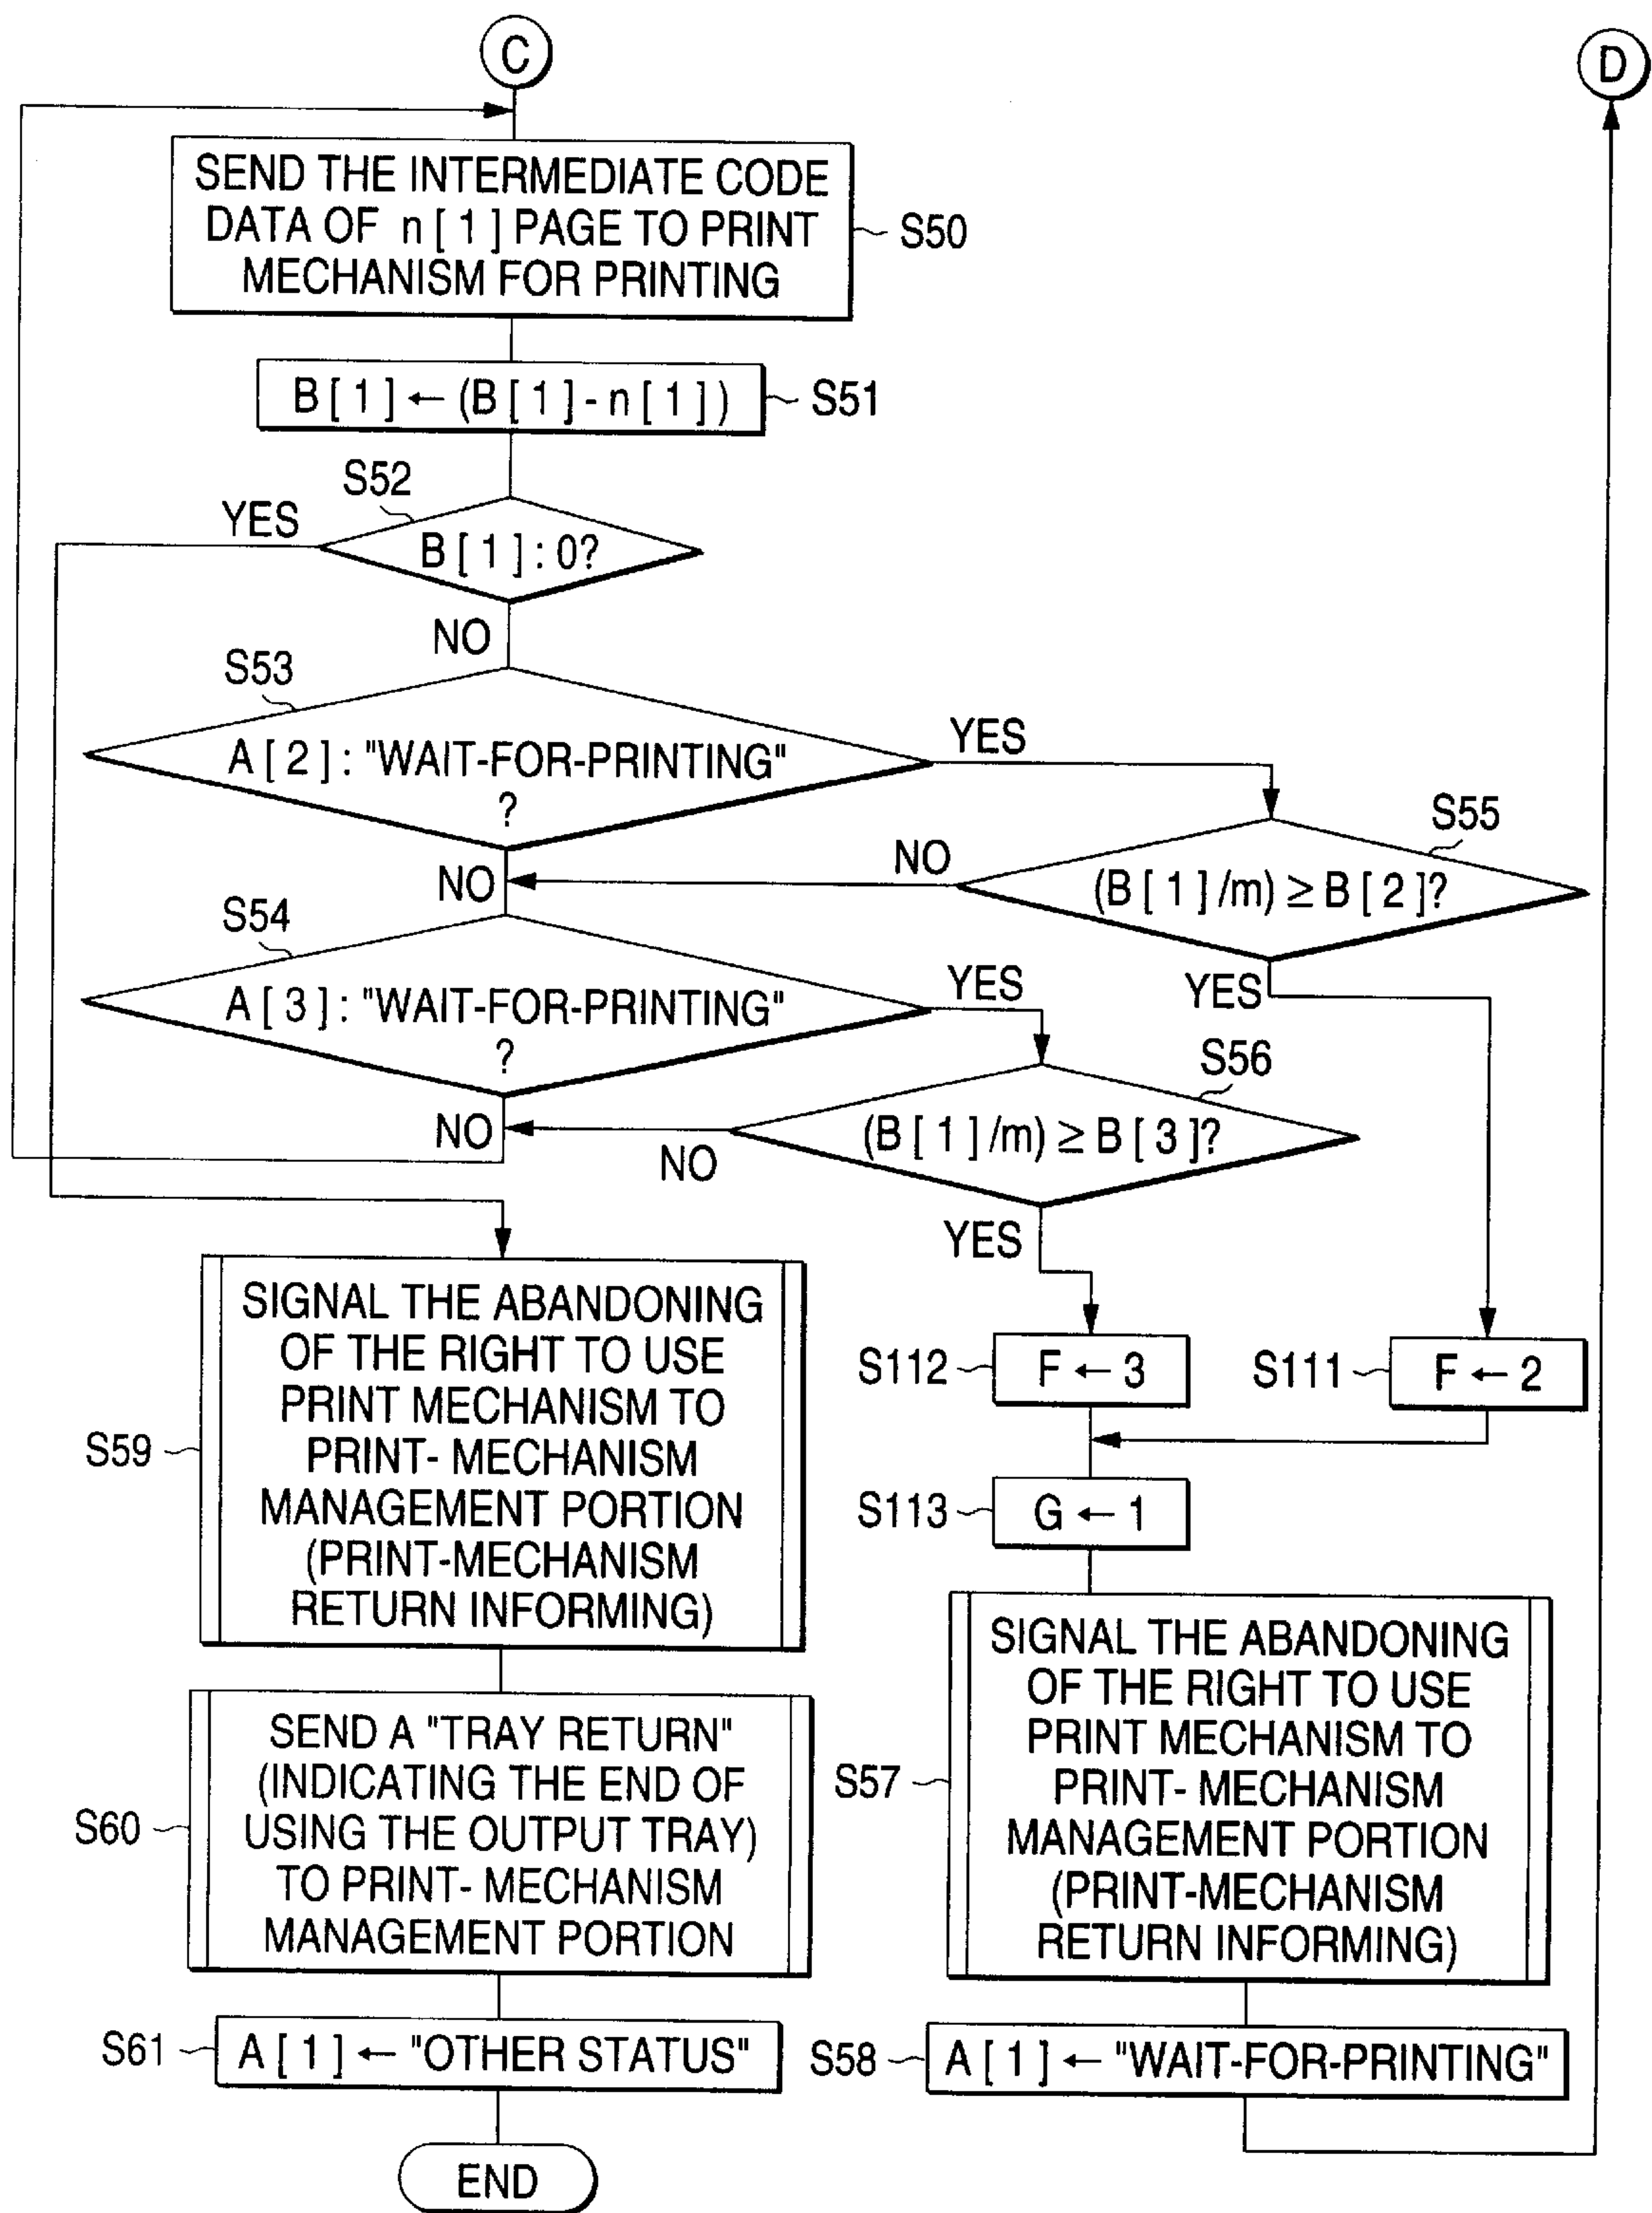 C
D
SEND THE INTERMEDIATE CODE
DATA OF n [ 1 ] PAGE TO PRINT
MECHANISM FOR PRINTING
S50
B [ 1 ] ← (B [ 1 ] - n [ 1 ] )
S51
S52
YES
B [ 1 ] : 0?
NO
S53
A [ 2 ] : "WAIT-FOR-PRINTING"
?
YES
S55
NO
NO
(B [ 1 ] /m) ≥ B [ 2 ]?
S54
YES
YES
A [ 3 ] : "WAIT-FOR-PRINTING"
?
S56
NO
(B [ 1 ] /m) ≥ B [ 3 ]?
NO
YES
SIGNAL THE ABANDONING
OF THE RIGHT TO USE
PRINT MECHANISM TO
PRINT- MECHANISM
MANAGEMENT PORTION
(PRINT-MECHANISM
RETURN INFORMING)
S59
S112
F ← 3
S111
F ← 2
S113
G ← 1
SEND A "TRAY RETURN"
(INDICATING THE END OF
USING THE OUTPUT TRAY)
TO PRINT- MECHANISM
MANAGEMENT PORTION
S60
SIGNAL THE ABANDONING
OF THE RIGHT TO USE
PRINT MECHANISM TO
PRINT- MECHANISM
MANAGEMENT PORTION
(PRINT-MECHANISM
RETURN INFORMING)
S57
S61
A [ 1 ] ← "OTHER STATUS"
S58
A [ 1 ] ← "WAIT-FOR-PRINTING"
END